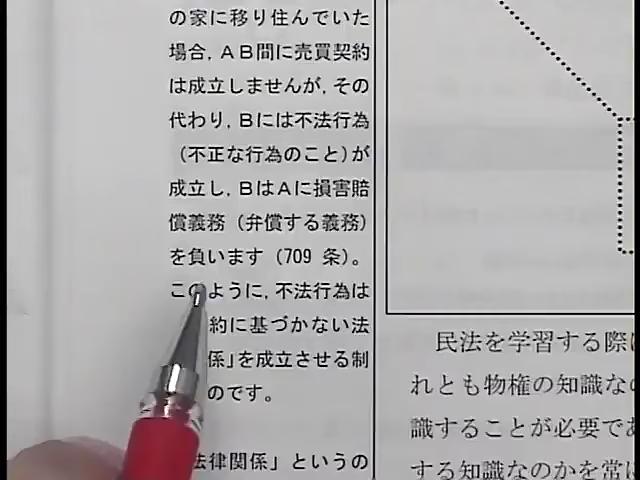 の家に移り住んでいた
場合，ＡＢ間に売買契約
は成立しませんが，その
代わり，Ｂには不法行為
（不正な行為のこと）が
成立し，ＢはＡに損害賠
償義務（弁償する義務）
を負います（709 条）。
このように，不法行為は
約に基づかない法
係」を成立させる制
のです。
法律関係」というの
民法を学習する際
れとも物権の知識な
識することが必要で
する知識なのかを常